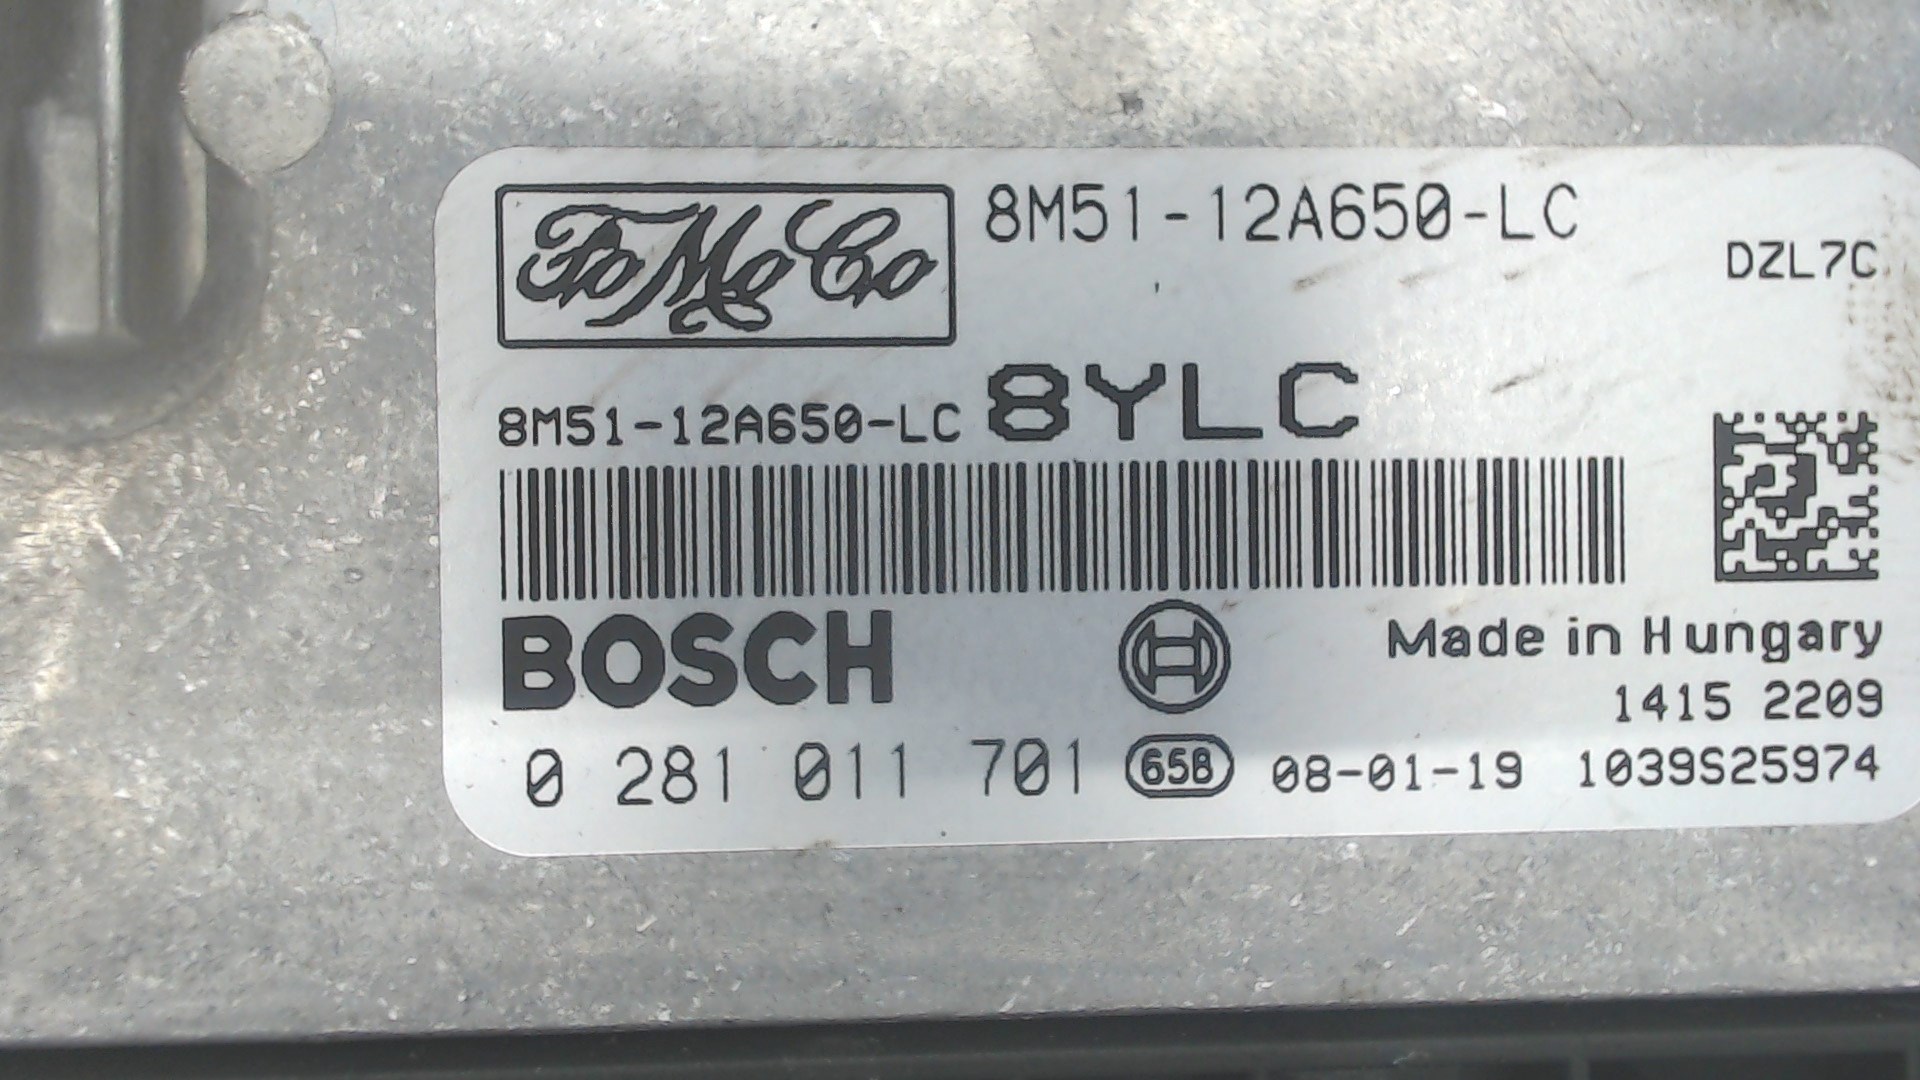 FoMoCo
8M51-12A650-LC
DZL7C
8M51-12A650-LC 8YLC
BOSCH
Made in Hungary
1415 2209
0 281 011 701 658 08-01-19 1039S25974